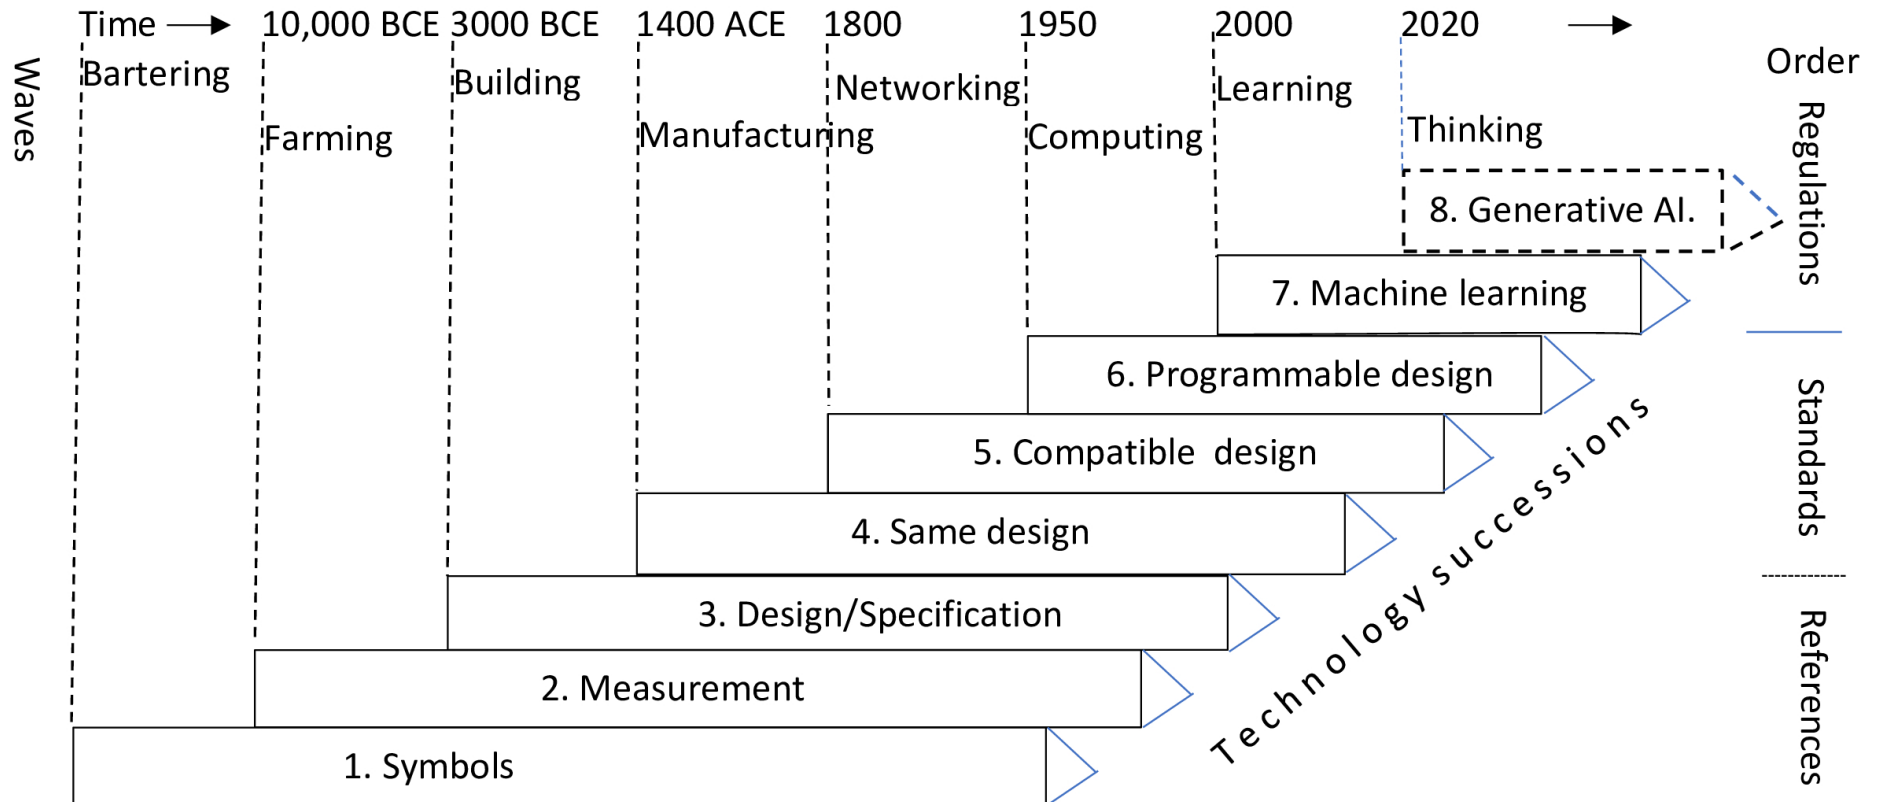 Time
10,000 BCE
3000 BCE
1400 ACE
1800
1950
2000
2020
Waves
Bartering
Farming
Building
Manufacturing
Networking
Computing
Learning
Thinking
Order
Regulations
Standards
References
8. Generative AI.
7. Machine learning
6. Programmable design
5. Compatible  design
4. Same design
3. Design/Specification
2. Measurement
1. Symbols
Technology successions